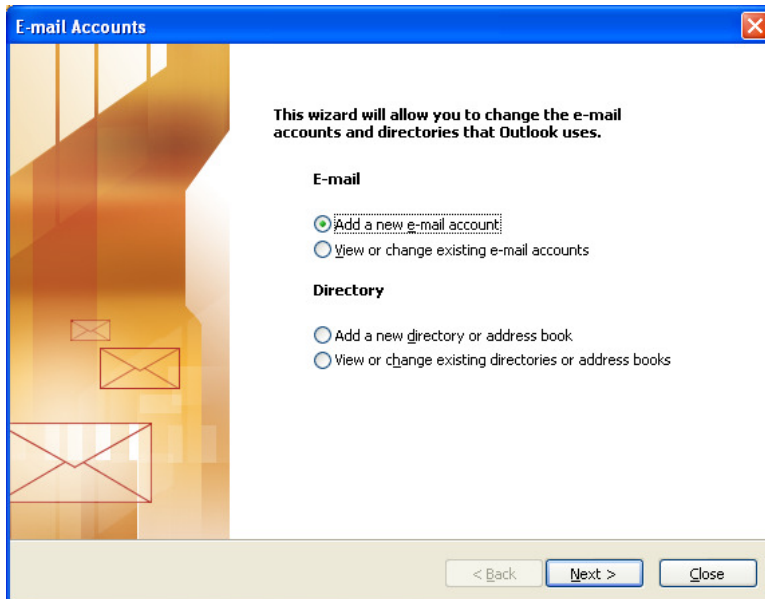 E-mail Accounts
This wizard will allow you to change the e-mail
accounts and directories that Outlook uses.
E-mail
Add a new e-mail account
View or change existing e-mail accounts
Directory
Add a new directory or address book
View or change existing directories or address books
< Back
Next >
Close